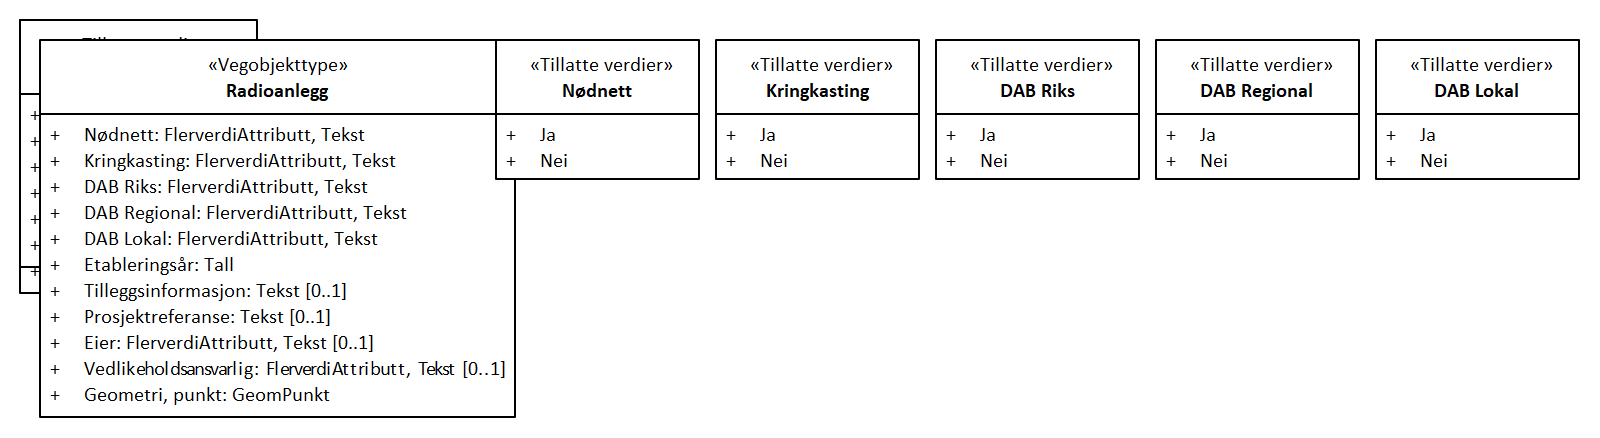 «Vegobjekttype»
Radioanlegg
+ Nødnett: FlerverdiAttributt, Tekst
+ Kringkasting: FlerverdiAttributt, Tekst
+ DAB Riks: FlerverdiAttributt, Tekst
+ DAB Regional: FlerverdiAttributt, Tekst
+ DAB Lokal: FlerverdiAttributt, Tekst
+ Etableringsår: Tall
+ Tilleggsinformasjon: Tekst [0..1]
+ Prosjektreferanse: Tekst [0..1]
+ Eier: FlerverdiAttributt, Tekst [0..1]
+ Vedlikeholdsansvarlig: FlerverdiAttributt, Tekst [0..1]
+ Geometri, punkt: GeomPunkt
«Tillatte verdier»
Nødnett
+ Ja
+ Nei
«Tillatte verdier»
Kringkasting
+ Ja
+ Nei
«Tillatte verdier»
DAB Riks
+ Ja
+ Nei
«Tillatte verdier»
DAB Regional
+ Ja
+ Nei
«Tillatte verdier»
DAB Lokal
+ Ja
+ Nei